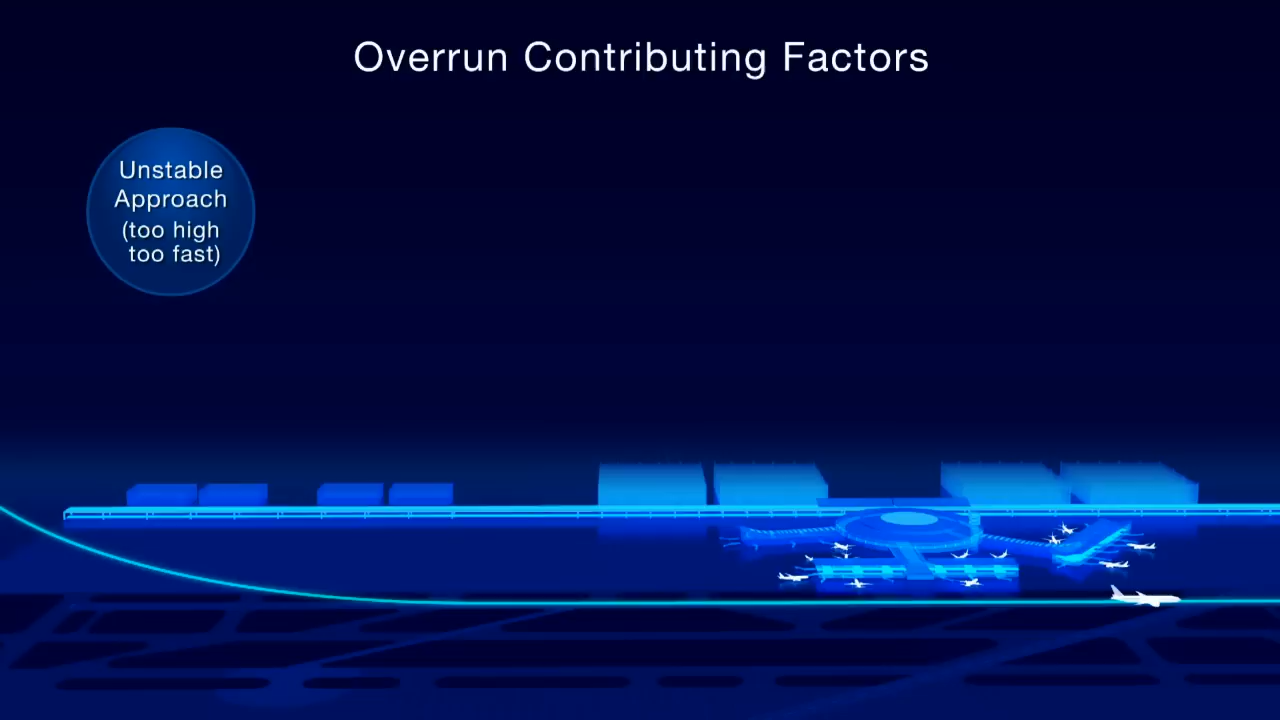 Overrun Contributing Factors
Unstable
Approach
(too high
too fast)